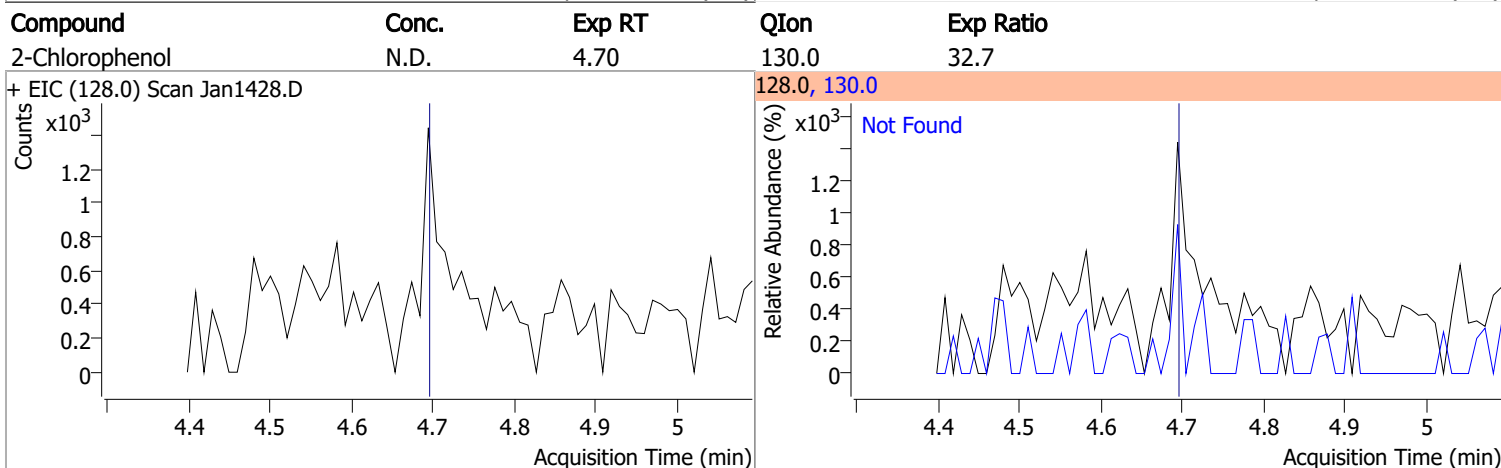 Compound Conc. Exp RT QIon Exp Ratio
2-Chlorophenol N.D. 4.70 130.0 32.7
+ EIC (128.0) Scan Jan1428.D
Counts
x10³
1.2
1
0.8
0.6
0.4
0.2
0
4.4 4.5 4.6 4.7 4.8 4.9 5
Acquisition Time (min)
128.0, 130.0
Relative Abundance (%)
x10³
Not Found
1.2
1
0.8
0.6
0.4
0.2
0
4.4 4.5 4.6 4.7 4.8 4.9 5
Acquisition Time (min)